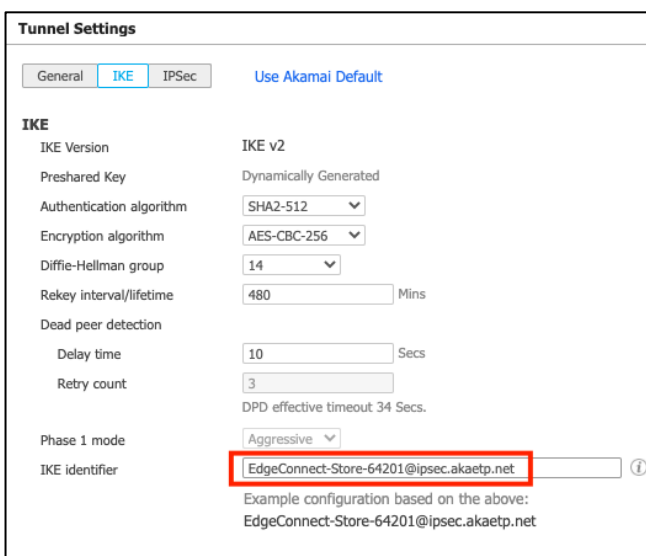 Tunnel Settings
General IKE IPSec Use Akamai Default
IKE
IKE Version IKE v2
Preshared Key Dynamically Generated
Authentication algorithm SHA2-512
Encryption algorithm AES-CBC-256
Diffie-Hellman group 14
Rekey interval/lifetime 480 Mins
Dead peer detection
Delay time 10 Secs
Retry count 3
DPD effective timeout 34 Secs.
Phase 1 mode Aggressive
IKE identifier EdgeConnect-Store-64201@ipsec.akaetp.net i
Example configuration based on the above:
EdgeConnect-Store-64201@ipsec.akaetp.net